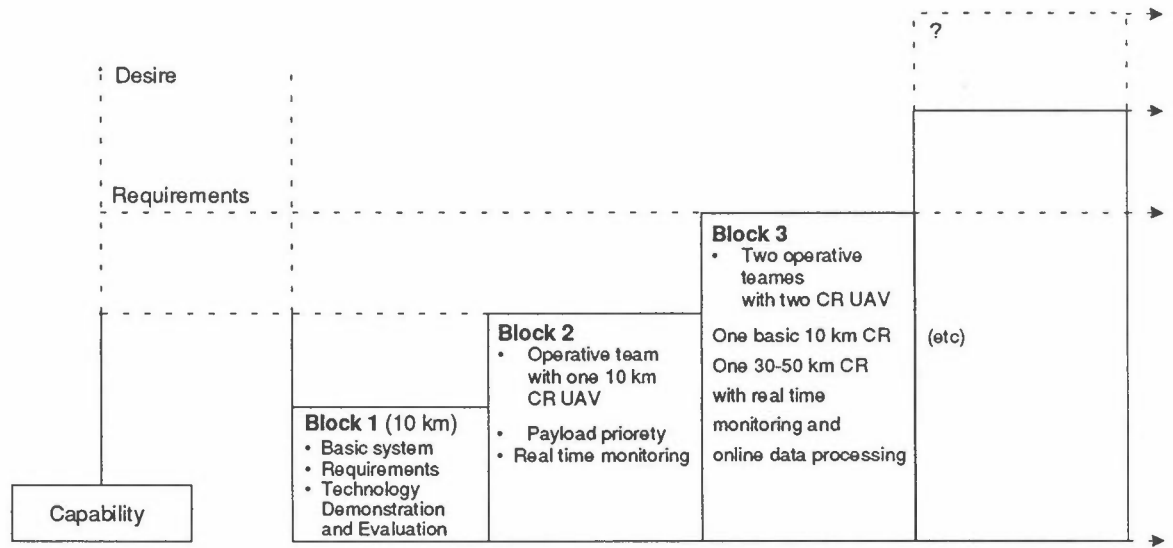 ?
Desire
Requirements
Block 3
• Two operative
teames
with two CR UAV
One basic 10 km CR
One 30-50 km CR
with real time
monitoring and
online data processing
(etc)
Block 2
• Operative team
with one 10 km
CR UAV
• Payload priorety
• Real time monitoring
Block 1 (10 km)
• Basic system
• Requirements
• Technology
Demonstration
and Evaluation
Capability